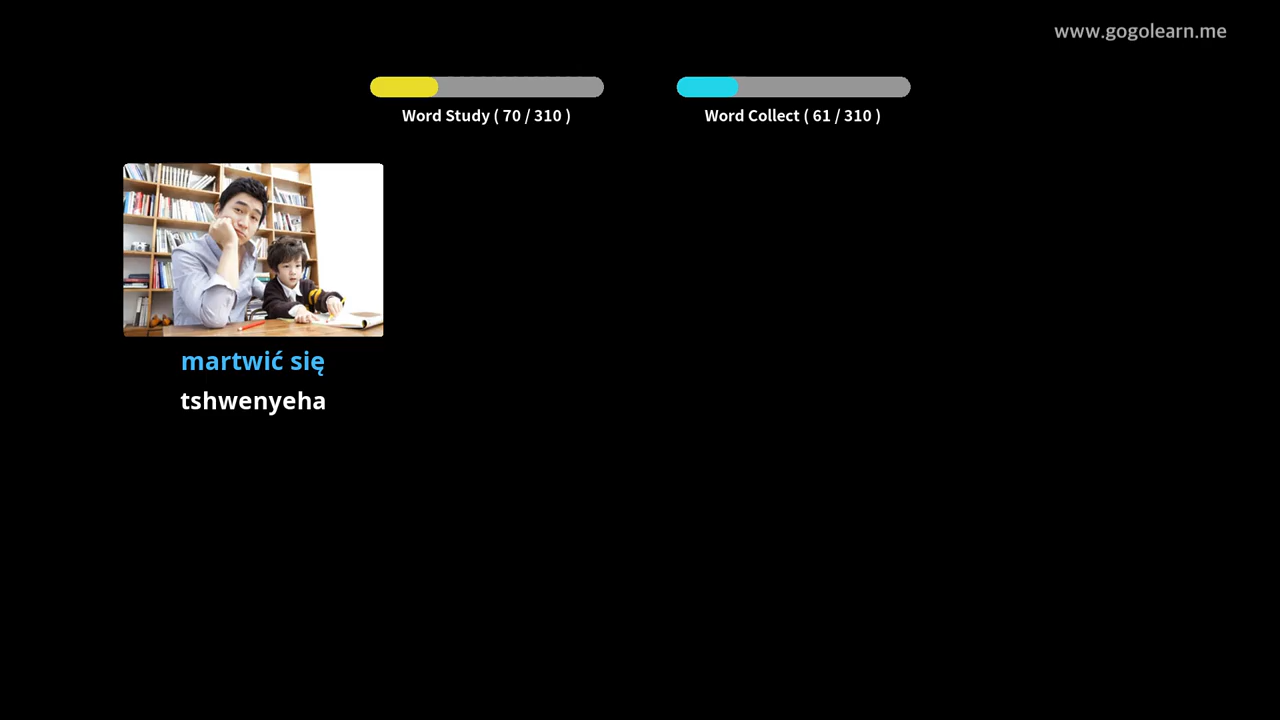 www.gogolearn.me
Word Study ( 70 / 310 )
Word Collect ( 61 / 310 )
martwić się
tshwenyeha